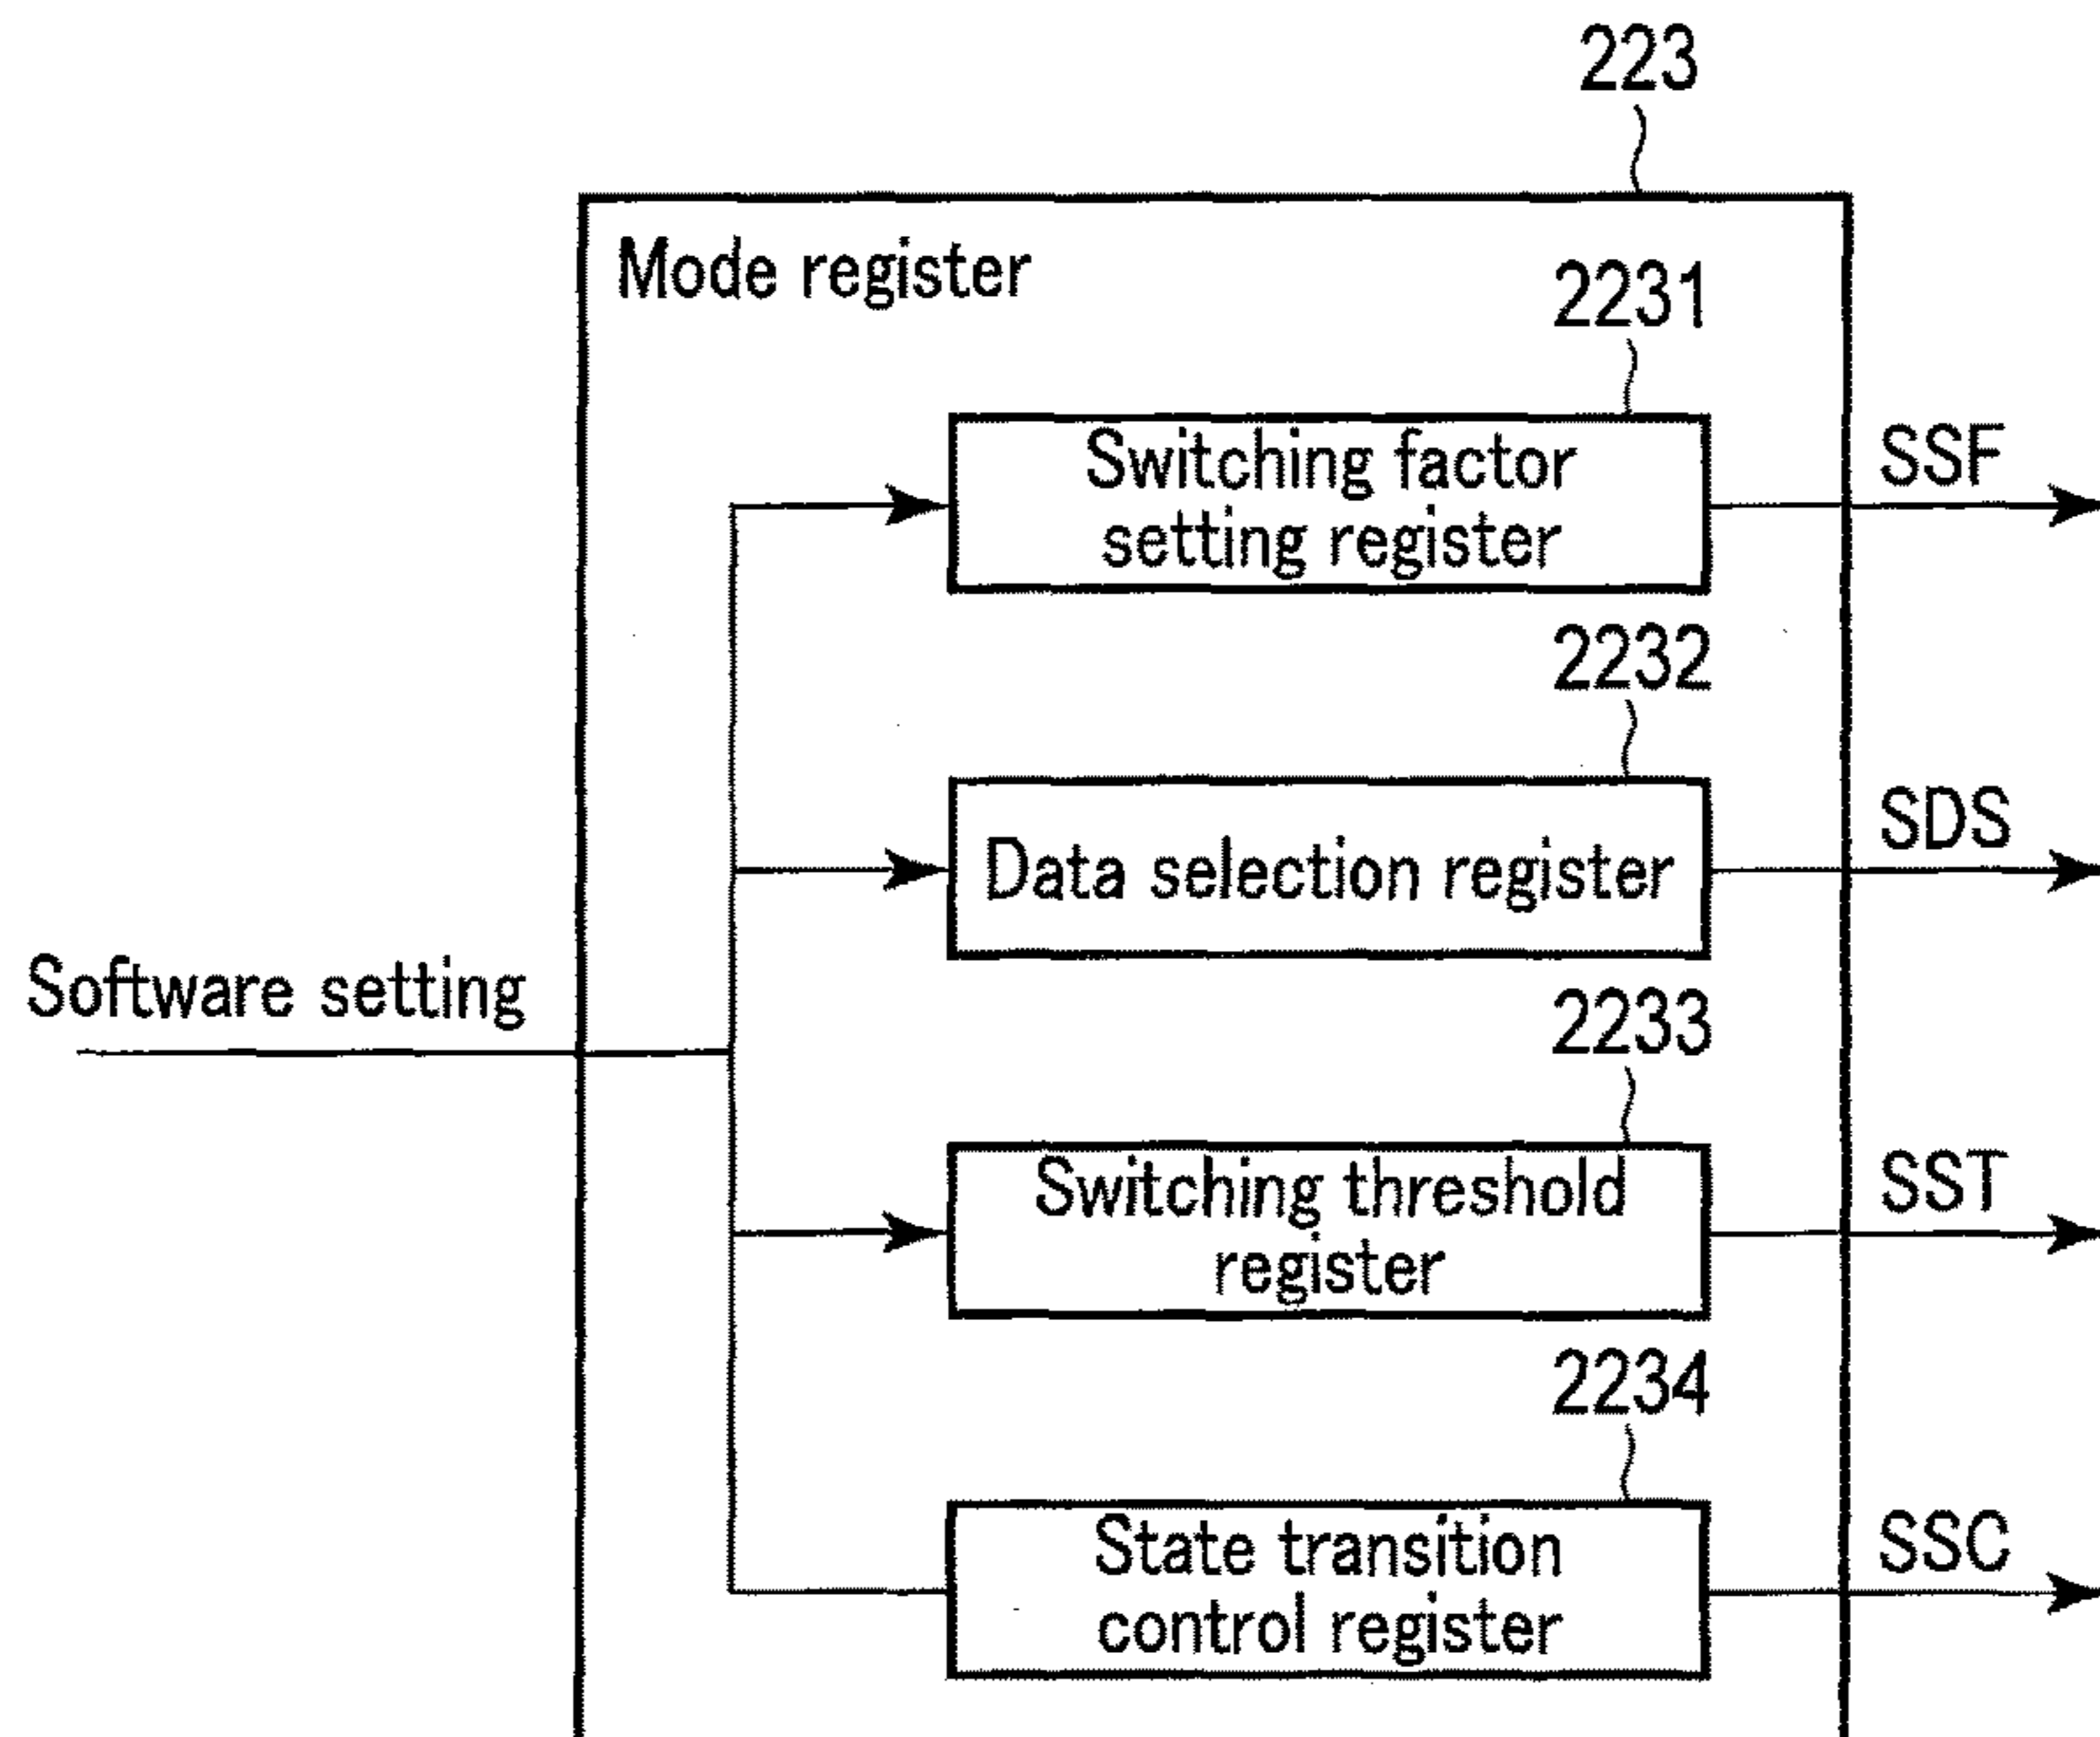 223
Mode register
2231
Switching factor
setting register
SSF
2232
Data selection register
SDS
Software setting
2233
Switching threshold
register
SST
2234
State transition
control register
SSC